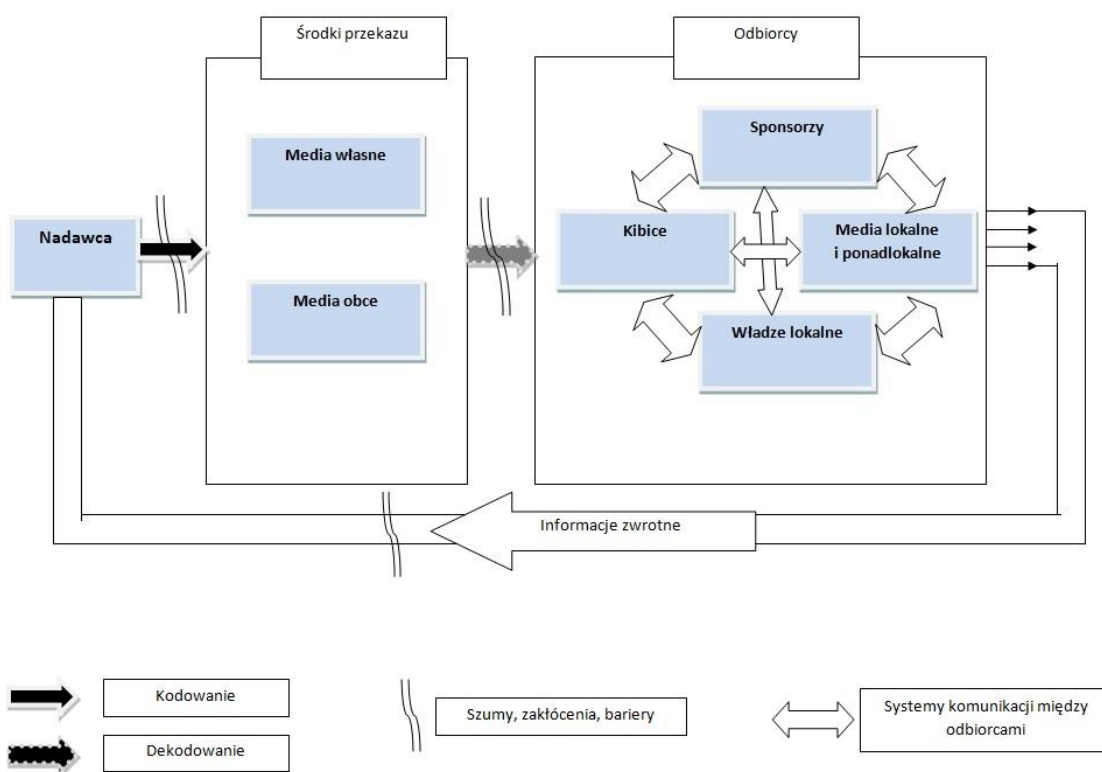 Środki przekazu
Odbiorcy
Sponsorzy
Media własne
Nadawca
Kibice
Media lokalne
i ponadlokalne
Media obce
Władze lokalne
Informacje zwrotne
Kodowanie
Szumy, zakłócenia, bariery
Systemy komunikacji między
odbiorcami
Dekodowanie